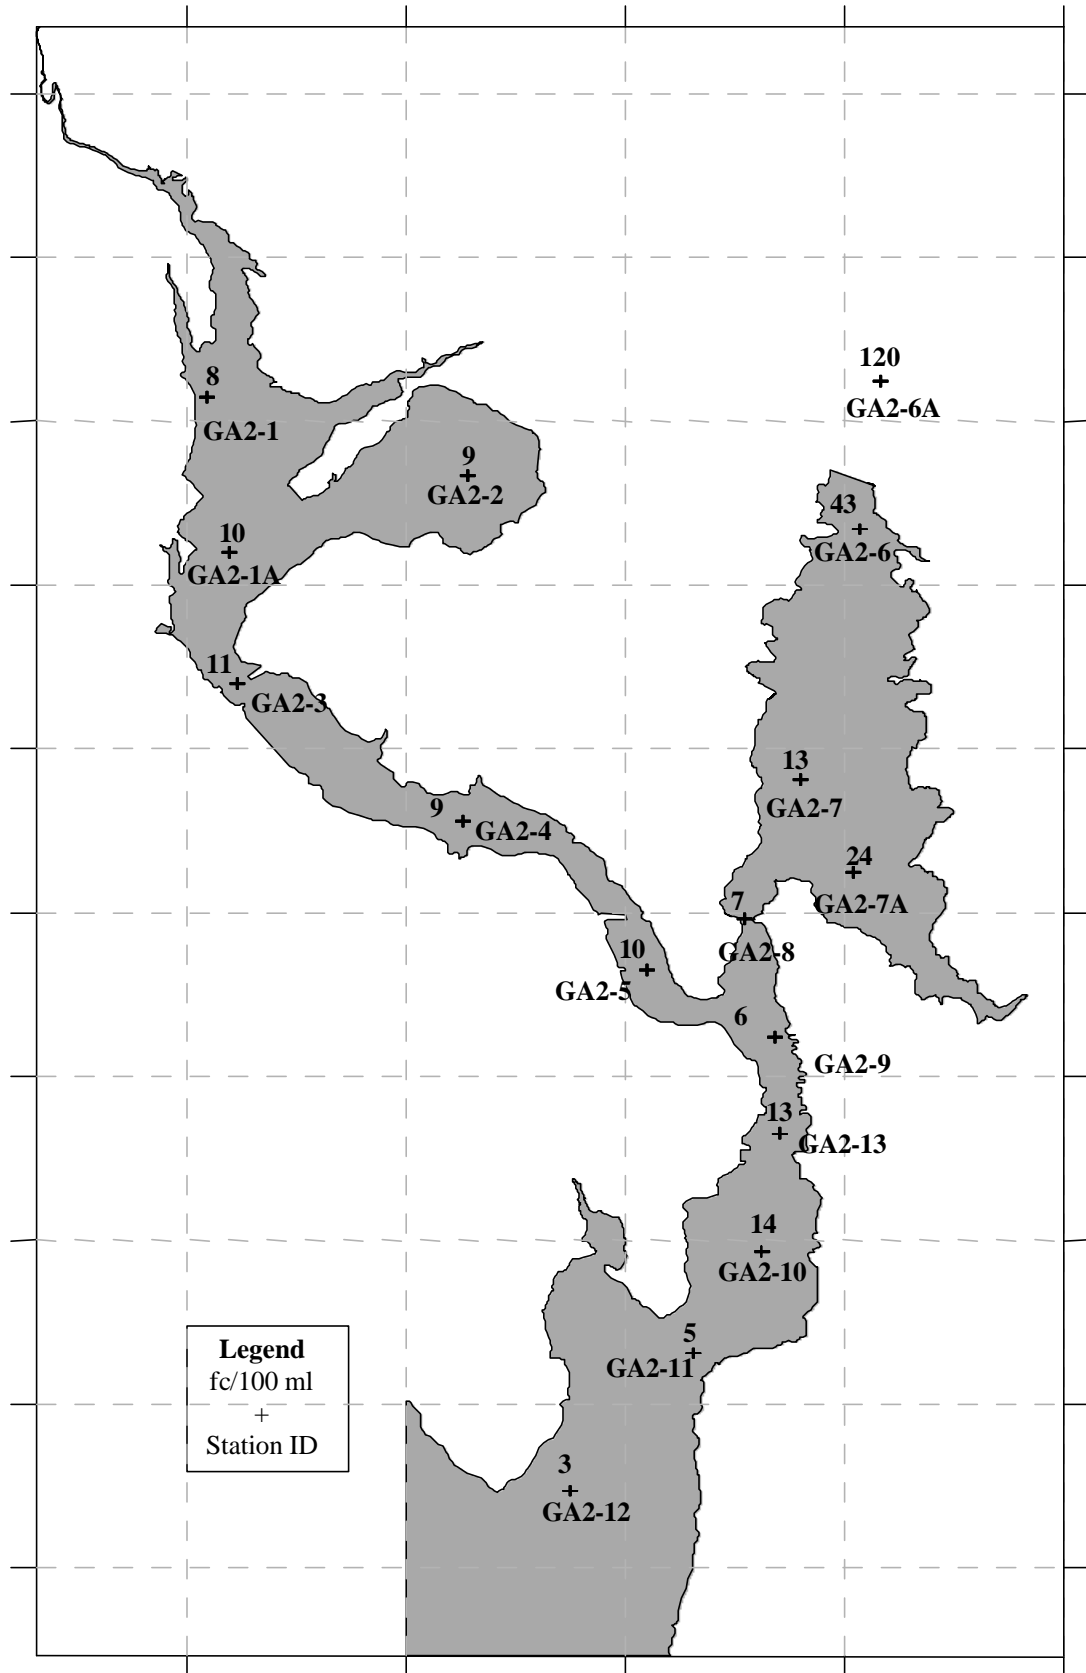 120
GA2-6A
8
GA2-1
9
GA2-2
43
GA2-6
10
GA2-1A
11
GA2-3
13
GA2-7
9
GA2-4
24
GA2-7A
7
GA2-8
10
GA2-5
6
GA2-9
13
GA2-13
14
GA2-10
5
GA2-11
3
GA2-12
Legend
fc/100 ml
+
Station ID